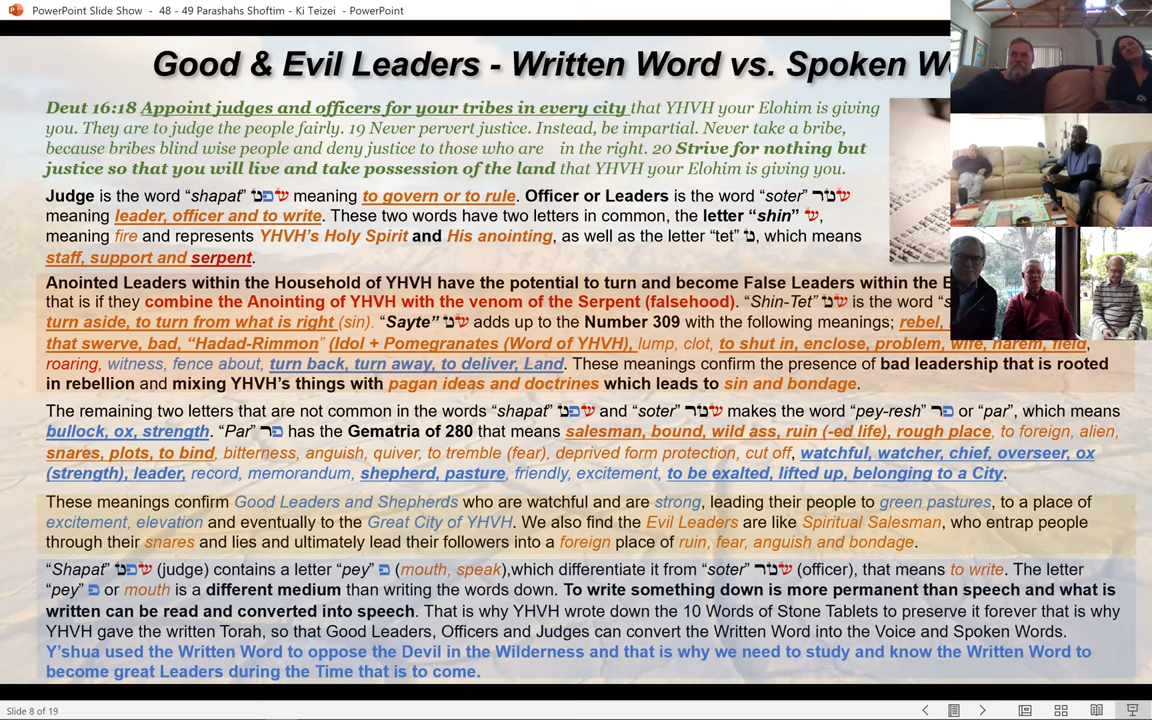 PowerPoint Slide Show - 48 - 49 Parashahs Shoftim - Ki Teizei - PowerPoint
Good & Evil Leaders - Written Word vs. Spoken W
Deut 16:18 Appoint judges and officers for your tribes in every city that YHVH your Elohim is giving
you. They are to judge the people fairly. 19 Never pervert justice. Instead, be impartial. Never take a bribe,
because bribes blind wise people and deny justice to those who are in the right. 20 Strive for nothing but
justice so that you will live and take possession of the land that YHVH your Elohim is giving you.
Judge is the word “shapat” שפט meaning to govern or to rule. Officer or Leaders is the word “soter” שטר
meaning leader, officer and to write. These two words have two letters in common, the letter “shin” ש,
meaning fire and represents YHVH’s Holy Spirit and His anointing, as well as the letter “tet” ט, which means
staff, support and serpent.
Anointed Leaders within the Household of YHVH have the potential to turn and become False Leaders within the
that is if they combine the Anointing of YHVH with the venom of the Serpent (falsehood). “Shin-Tet” שט is the word
turn aside, to turn from what is right (sin). “Sayte” שט adds up to the Number 309 with the following meanings; rebel,
that swerve, bad, “Hadad-Rimmon” (Idol + Pomegranates (Word of YHVH), lump, clot, to shut in, enclose, problem, wife, harem, field,
roaring, witness, fence about, turn back, turn away, to deliver, Land. These meanings confirm the presence of bad leadership that is rooted
in rebellion and mixing YHVH’s things with pagan ideas and doctrines which leads to sin and bondage.
The remaining two letters that are not common in the words “shapat” שפט and “soter” שטר makes the word “pey-resh” פר or “par”, which means
bullock, ox, strength. “Par” פר has the Gematria of 280 that means salesman, bound, wild ass, ruin (-ed life), rough place, to foreign, alien,
snares, plots, to bind, bitterness, anguish, quiver, to tremble (fear), deprived form protection, cut off, watchful, watcher, chief, overseer, ox
(strength), leader, record, memorandum, shepherd, pasture, friendly, excitement, to be exalted, lifted up, belonging to a City.
These meanings confirm Good Leaders and Shepherds who are watchful and are strong, leading their people to green pastures, to a place of
excitement, elevation and eventually to the Great City of YHVH. We also find the Evil Leaders are like Spiritual Salesman, who entrap people
through their snares and lies and ultimately lead their followers into a foreign place of ruin, fear, anguish and bondage.
“Shapat” שפט (judge) contains a letter “pey” פ (mouth, speak),which differentiate it from “soter” שטר (officer), that means to write. The letter
“pey” פ or mouth is a different medium than writing the words down. To write something down is more permanent than speech and what is
written can be read and converted into speech. That is why YHVH wrote down the 10 Words of Stone Tablets to preserve it forever that is why
YHVH gave the written Torah, so that Good Leaders, Officers and Judges can convert the Written Word into the Voice and Spoken Words.
Y’shua used the Written Word to oppose the Devil in the Wilderness and that is why we need to study and know the Written Word to
become great Leaders during the Time that is to come.
Slide 8 of 19